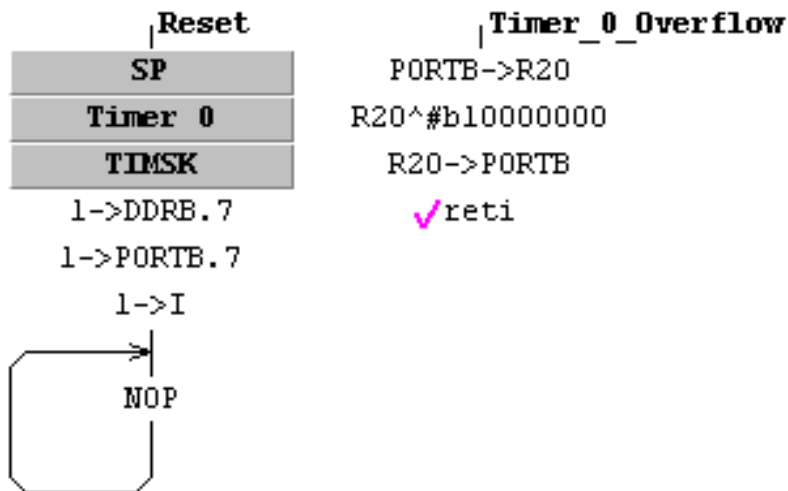 Reset
SP
Timer 0
TIMSK
1->DDRB.7
1->PORTB.7
1->I
NOP
Timer_0_Overflow
PORTB->R20
R20^#b10000000
R20->PORTB
reti